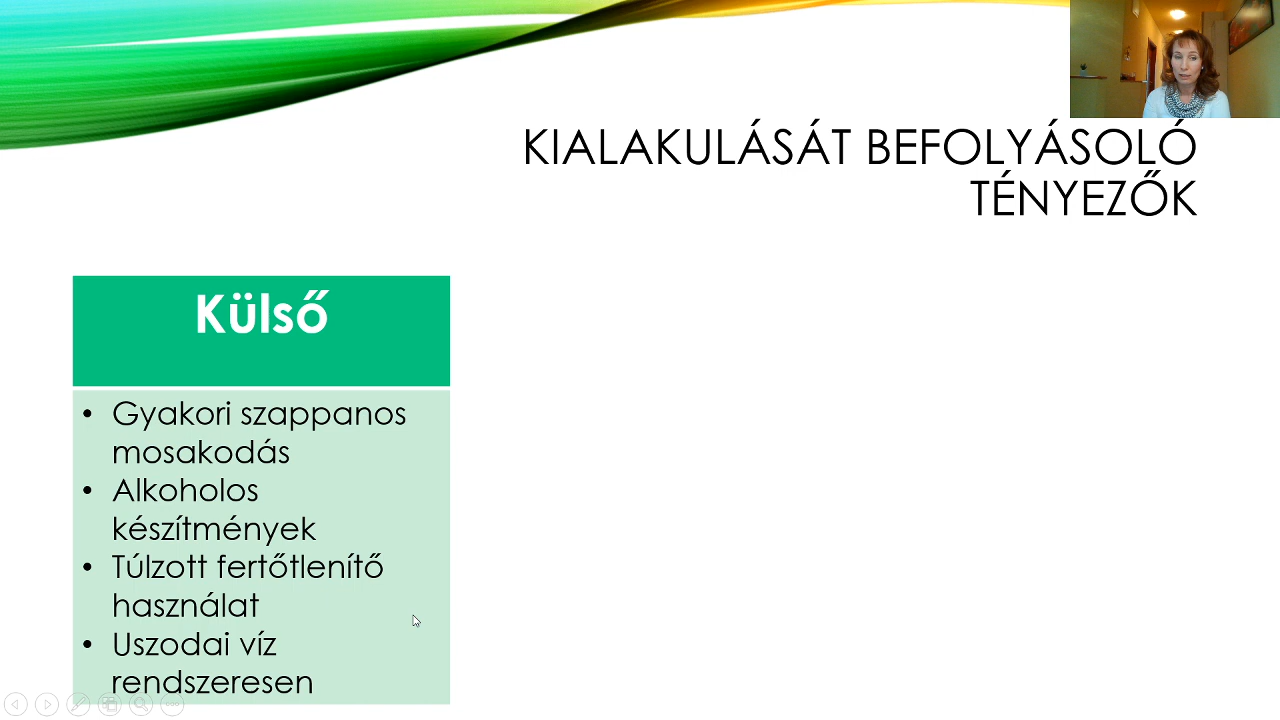 KIALAKULÁSÁT BEFOLYÁSOLÓ
TÉNYEZŐK
Külső
• Gyakori szappanos
mosakodás
• Alkoholos
készítmények
• Túlzott fertőtlenítő
használat
• Uszodai víz
rendszeresen